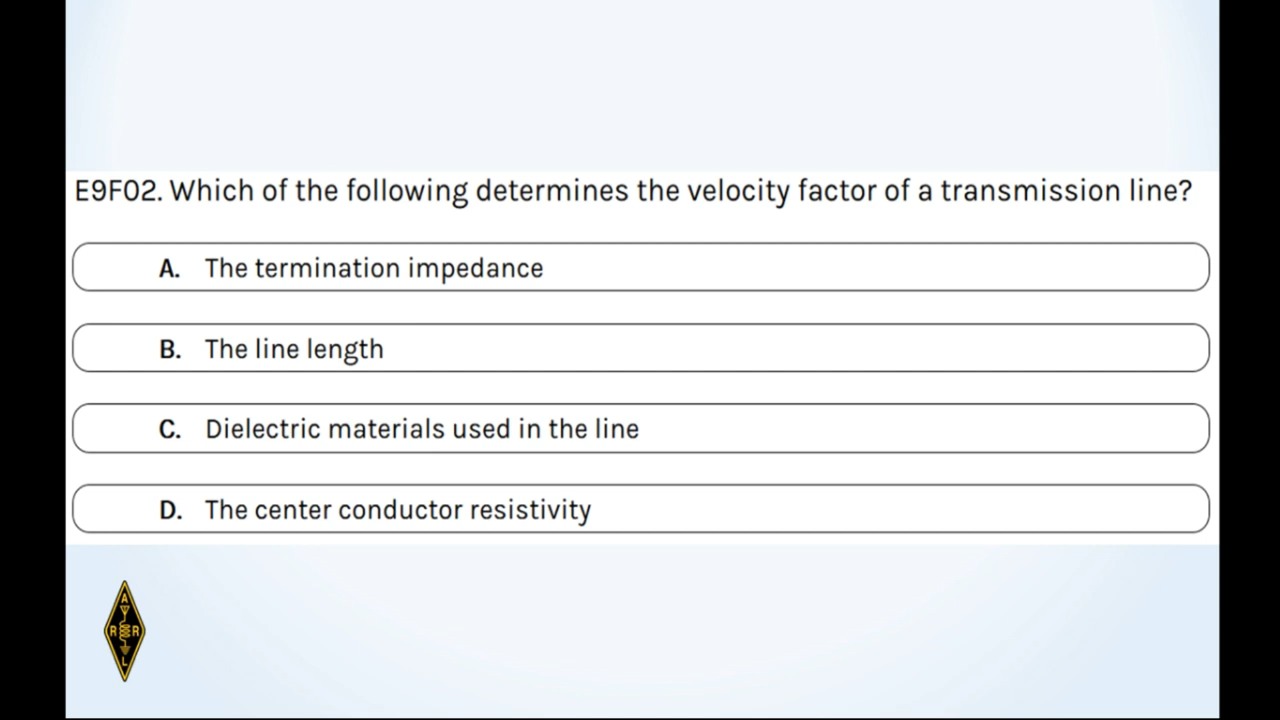 E9F02. Which of the following determines the velocity factor of a transmission line?
A. The termination impedance
B. The line length
C. Dielectric materials used in the line
D. The center conductor resistivity
A
R R
L